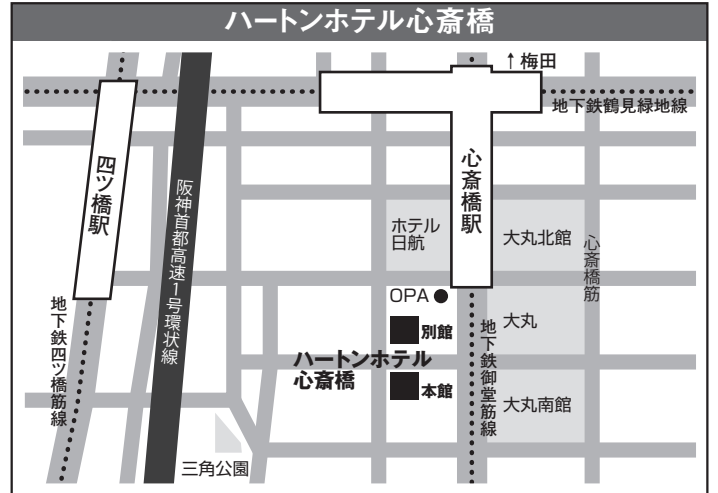 ハートンホテル心斎橋
↑梅田
地下鉄鶴見緑地線
四ツ橋駅
阪神首都高速1号環状線
心斎橋駅
ホテル
日航
大丸北館
心斎橋筋
OPA
別館
大丸
地下鉄四ツ橋筋線
ハートンホテル
心斎橋
本館
地下鉄御堂筋線
大丸南館
三角公園